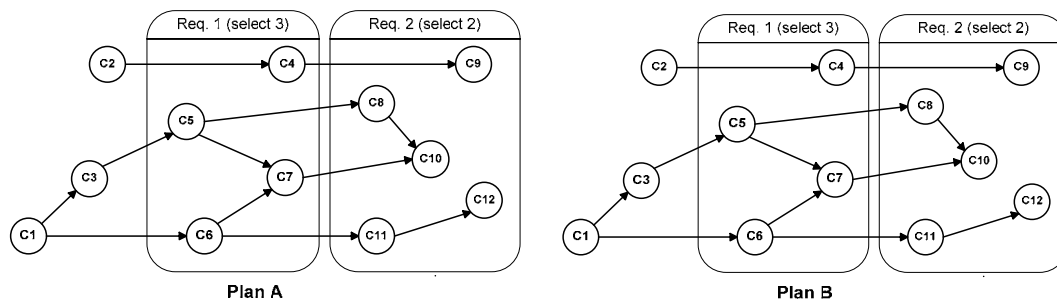 Req. 1 (select 3)
Req. 2 (select 2)
C2
C4
C9
C5
C8
C10
C3
C7
C12
C1
C6
C11
Plan A
Req. 1 (select 3)
Req. 2 (select 2)
C2
C4
C9
C5
C8
C10
C3
C7
C12
C1
C6
C11
Plan B